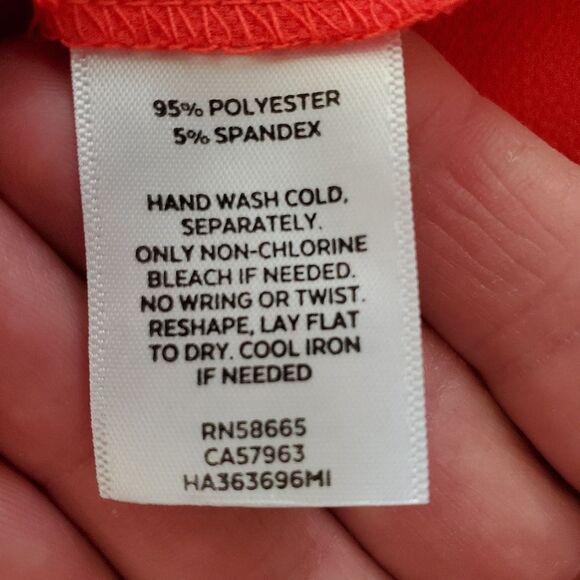 95% POLYESTER
5% SPANDEX
HAND WASH COLD,
SEPARATELY.
ONLY NON-CHLORINE
BLEACH IF NEEDED.
NO WRING OR TWIST.
RESHAPE, LAY FLAT
TO DRY. COOL IRON
IF NEEDED
RN58665
CA57963
HA363696MI